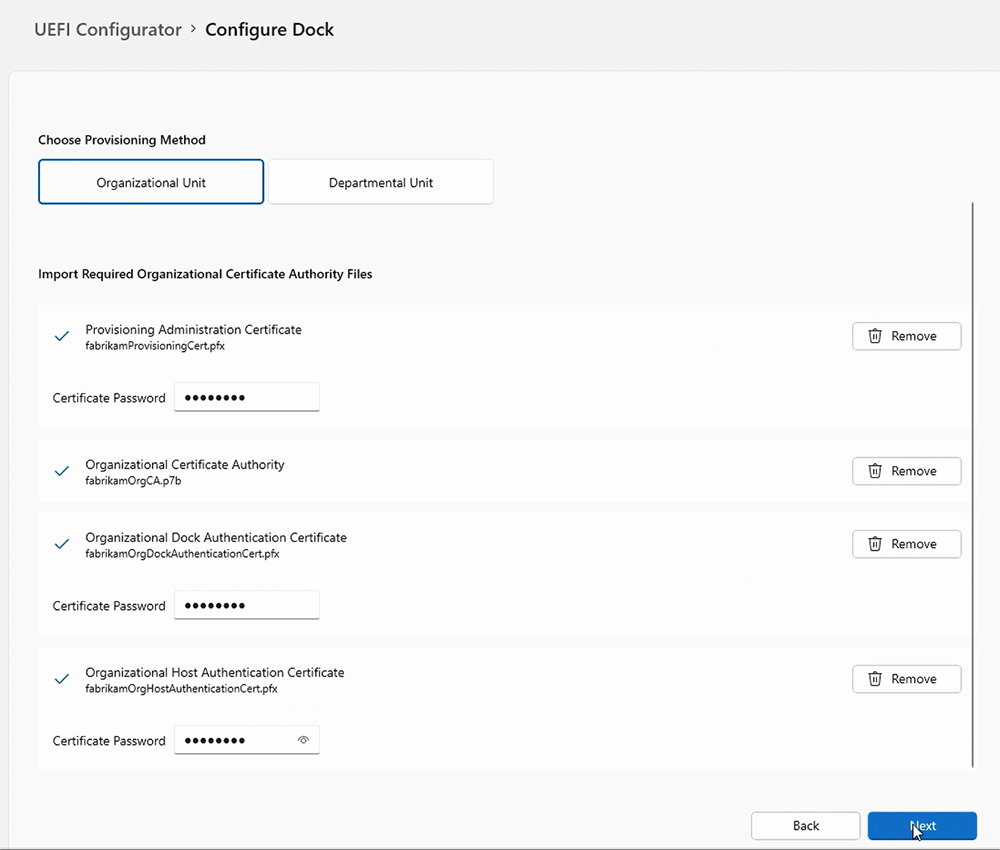 UEFI Configurator > Configure Dock
Choose Provisioning Method
Organizational Unit
Departmental Unit
Import Required Organizational Certificate Authority Files
Provisioning Administration Certificate
fabrikamProvisioningCert.pfx
Remove
Certificate Password ●●●●●●●●
Organizational Certificate Authority
fabrikamOrgCA.p7b
Remove
Organizational Dock Authentication Certificate
fabrikamOrgDockAuthenticationCert.pfx
Remove
Certificate Password ●●●●●●●●
Organizational Host Authentication Certificate
fabrikamOrgHostAuthenticationCert.pfx
Remove
Certificate Password ●●●●●●●●
Back
Next